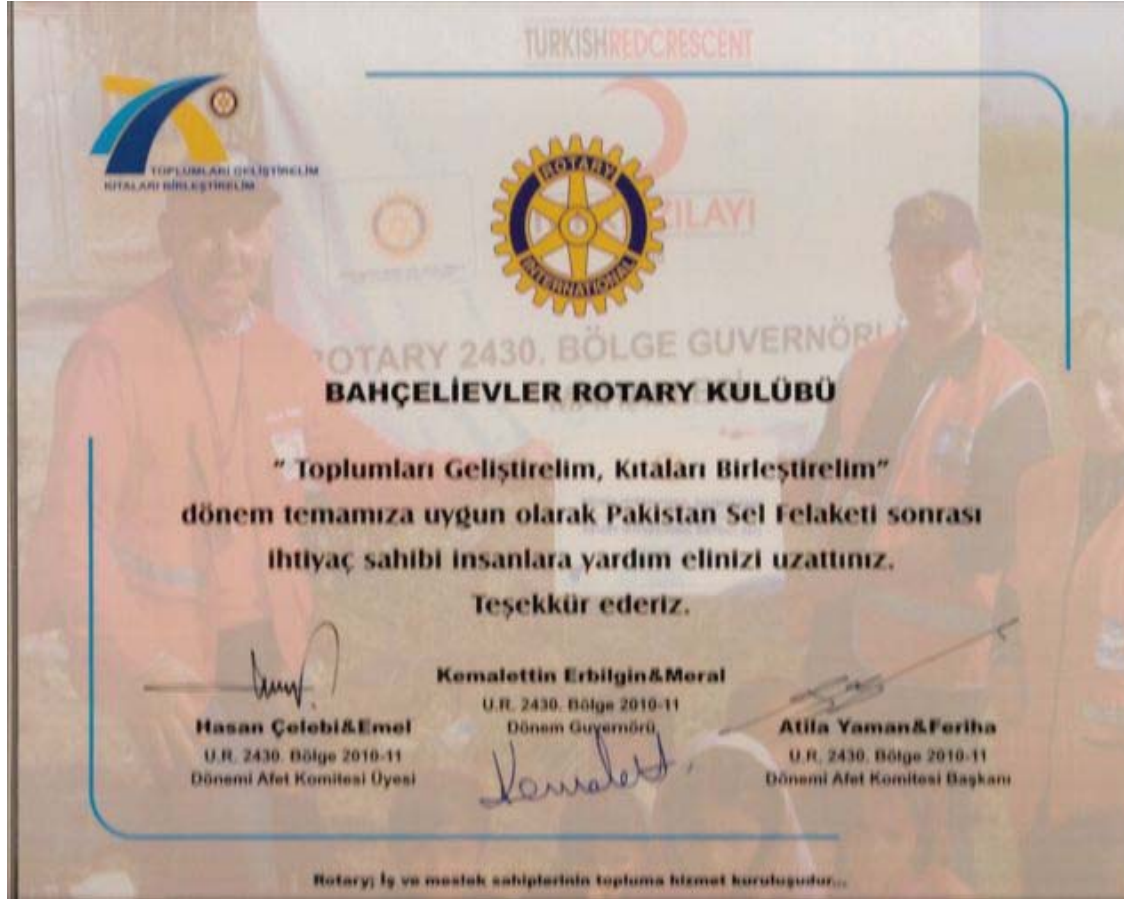 TURKISHREDCRESCENT
TOPLUMLARI GELİŞTİRELİM
KITALARI BİRLEŞTİRELİM
ROTARY
INTERNATIONAL
ZILAYI
ROTARY 2430. BÖLGE GUVERNÖRL
BAHÇELİEVLER ROTARY KULÜBÜ
" Toplumları Geliştirelim, Kıtaları Birleştirelim"
dönem temamıza uygun olarak Pakistan Sel Felaketi sonrası
ihtiyaç sahibi insanlara yardım elinizi uzattınız.
Teşekkür ederiz.
Kemalettin Erbilgin&Meral
U.R. 2430. Bölge 2010-11
Dönem Guvernörü
Hasan Çelebi&Emel
U.R. 2430. Bölge 2010-11
Dönemi Afet Komitesi Üyesi
Atila Yaman&Feriha
U.R. 2430. Bölge 2010-11
Dönemi Afet Komitesi Başkanı
Rotary; İş ve meslek sahiplerinin topluma hizmet kuruluşudur...